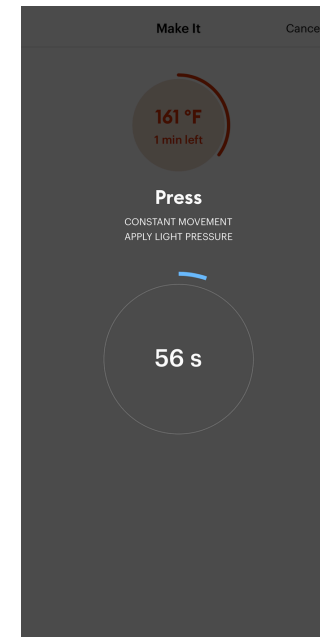 Make It
Cance
161 °F
1 min left
Press
CONSTANT MOVEMENT
APPLY LIGHT PRESSURE
56 s